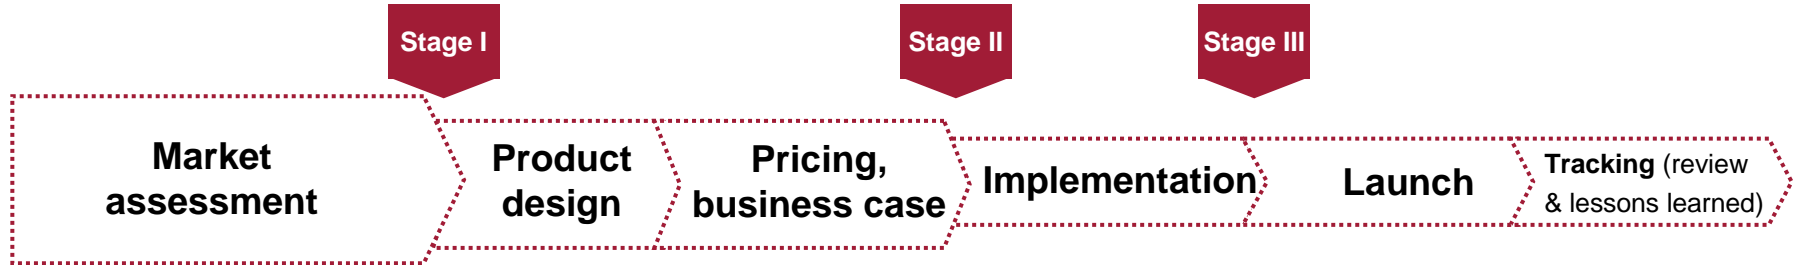 Stage I
Stage II
Stage III
Market
assessment
Product
design
Pricing,
business case
Implementation
Launch
Tracking (review
& lessons learned)